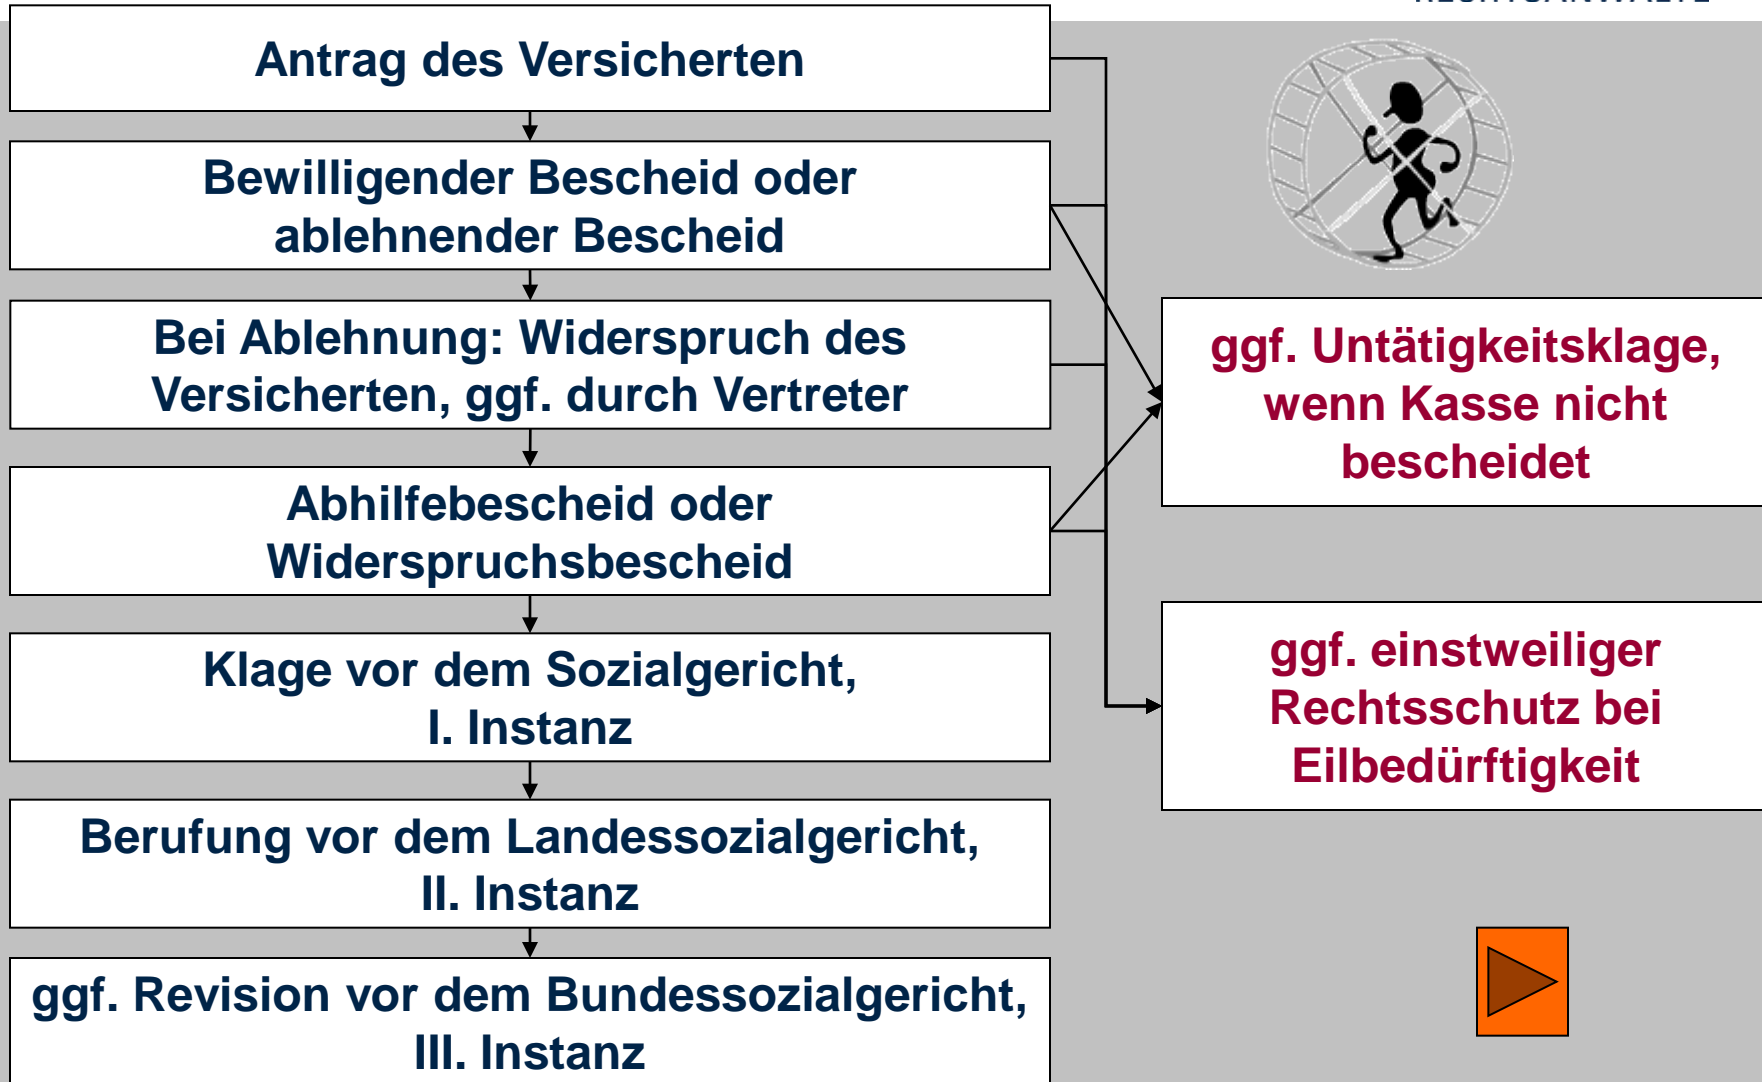 Antrag des Versicherten
Bewilligender Bescheid oder
ablehnender Bescheid
Bei Ablehnung: Widerspruch des
Versicherten, ggf. durch Vertreter
Abhilfebescheid oder
Widerspruchsbescheid
Klage vor dem Sozialgericht,
I. Instanz
Berufung vor dem Landessozialgericht,
II. Instanz
ggf. Revision vor dem Bundessozialgericht,
III. Instanz
ggf. Untätigkeitsklage,
wenn Kasse nicht
bescheidet
ggf. einstweiliger
Rechtsschutz bei
Eilbedürftigkeit